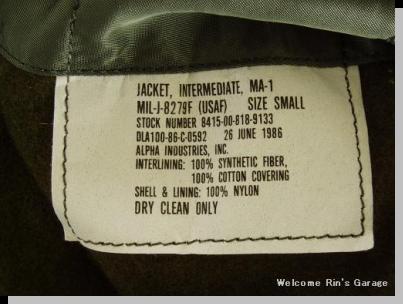 JACKET, INTERMEDIATE, MA-1
MIL-J-8279F (USAF) SIZE SMALL
STOCK NUMBER 8415-00-818-9133
DLA100-86-C-0592 26 JUNE 1986
ALPHA INDUSTRIES, INC.
INTERLINING: 100% SYNTHETIC FIBER,
100% COTTON COVERING
SHELL & LINING: 100% NYLON
DRY CLEAN ONLY
Welcome Rin's Garage